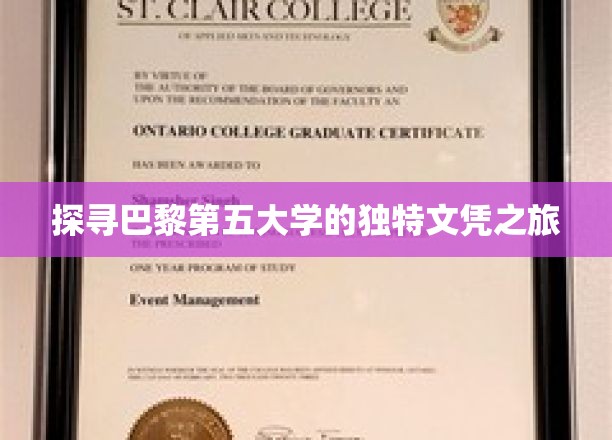 ST. CLAIR COLLEGE
OF APPLIED ARTS AND TECHNOLOGY
BY VIRTUE OF
THE AUTHORITY OF THE BOARD OF GOVERNORS AND
UPON THE RECOMMENDATION OF THE FACULTY AN
ONTARIO COLLEGE GRADUATE CERTIFICATE
HAS BEEN AWARDED TO
探寻巴黎第五大学的独特文凭之旅
ONE YEAR PROGRAM OF STUDY
Event Management